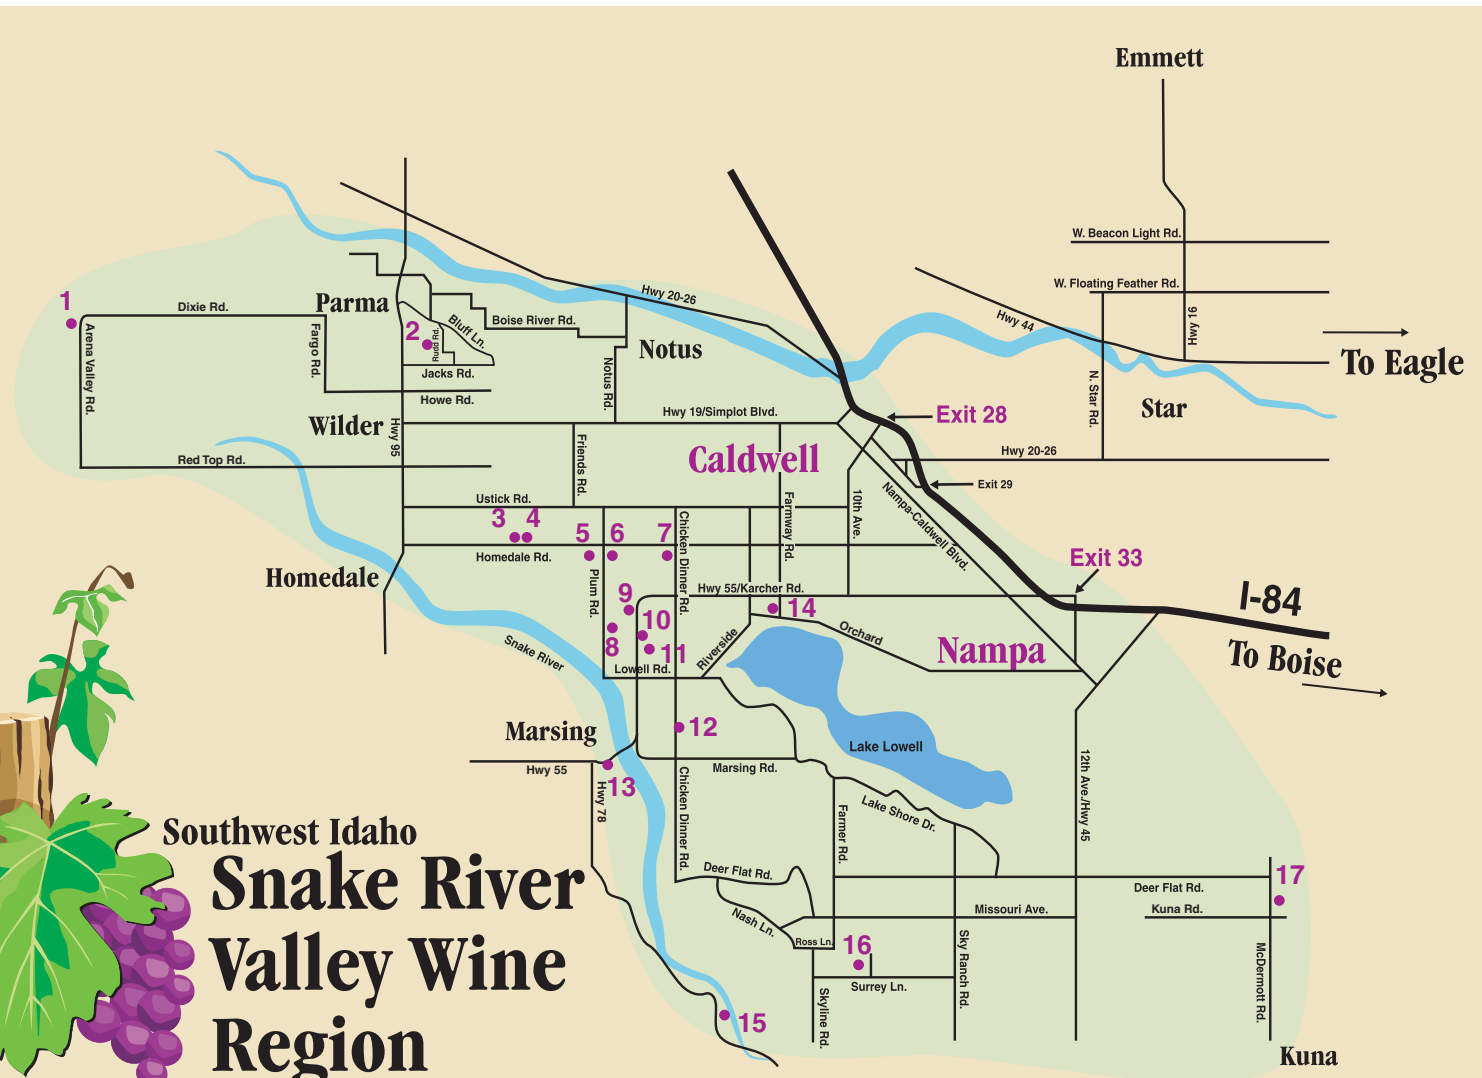 Emmett
Hwy 16
W. Beacon Light Rd.
W. Floating Feather Rd.
Hwy 44
To Eagle
N. Star Rd.
Star
Hwy 20-26
1
Dixie Rd.
Parma
Arena Valley Rd.
Fargo Rd.
2
Rudd Rd.
Bluff Ln.
Boise River Rd.
Jacks Rd.
Howe Rd.
Notus
Notus Rd.
Hwy 20-26
Wilder
Hwy 95
Hwy 19/Simplot Blvd.
Exit 28
Caldwell
Red Top Rd.
Friends Rd.
Ustick Rd.
Farmway Rd.
10th Ave.
Nampa-Caldwell Blvd.
Exit 29
3
4
5
6
7
Homedale Rd.
Chicken Dinner Rd.
Homedale
Plum Rd.
Exit 33
I-84
To Boise
Hwy 55/Karcher Rd.
9
10
14
8
11
Lowell Rd.
Riverside
Orchard
Nampa
Snake River
Marsing
12
Lake Lowell
Hwy 55
13
Hwy 78
Marsing Rd.
Chicken Dinner Rd.
Lake Shore Dr.
Farmer Rd.
12th Ave./Hwy 45
Deer Flat Rd.
Deer Flat Rd.
17
Nash Ln.
Missouri Ave.
Kuna Rd.
Ross Ln.
16
Surrey Ln.
Sky Ranch Rd.
McDermott Rd.
Skyline Rd.
15
Kuna
Southwest Idaho
Snake River
Valley Wine
Region